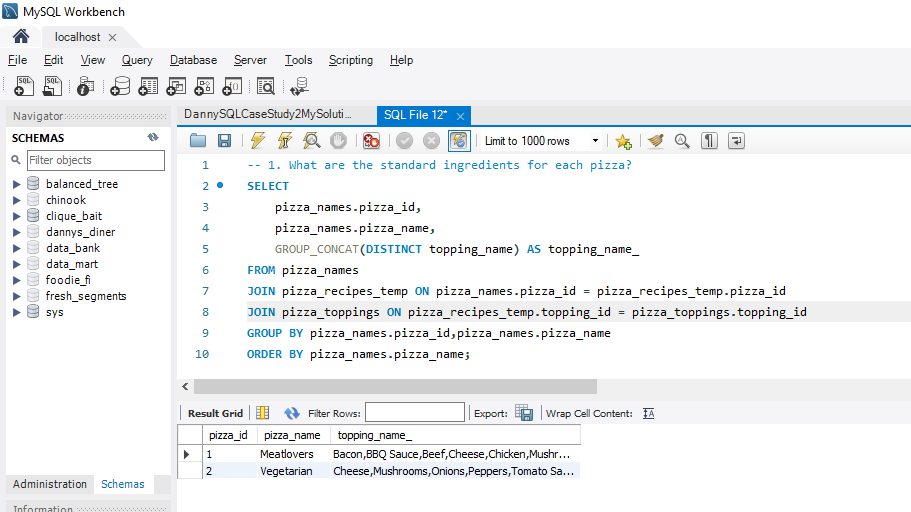 MySQL Workbench
localhost
File Edit View Query Database Server Tools Scripting Help
Navigator
SCHEMAS
Filter objects
balanced_tree
chinook
clique_bait
dannys_diner
data_bank
data_mart
foodie_fi
fresh_segments
sys
Administration Schemas
Information
DannySQLCaseStudy2MySoluti... SQL File 12*
Limit to 1000 rows
1 -- 1. What are the standard ingredients for each pizza?
2 SELECT
3 pizza_names.pizza_id,
4 pizza_names.pizza_name,
5 GROUP_CONCAT(DISTINCT topping_name) AS topping_name_
6 FROM pizza_names
7 JOIN pizza_recipes_temp ON pizza_names.pizza_id = pizza_recipes_temp.pizza_id
8 JOIN pizza_toppings ON pizza_recipes_temp.topping_id = pizza_toppings.topping_id
9 GROUP BY pizza_names.pizza_id,pizza_names.pizza_name
10 ORDER BY pizza_names.pizza_name;
Result Grid Filter Rows: Export: Wrap Cell Content:
pizza_id pizza_name topping_name_
1 Meatlovers Bacon,BBQ Sauce,Beef,Cheese,Chicken,Mushr...
2 Vegetarian Cheese,Mushrooms,Onions,Peppers,Tomato Sa...